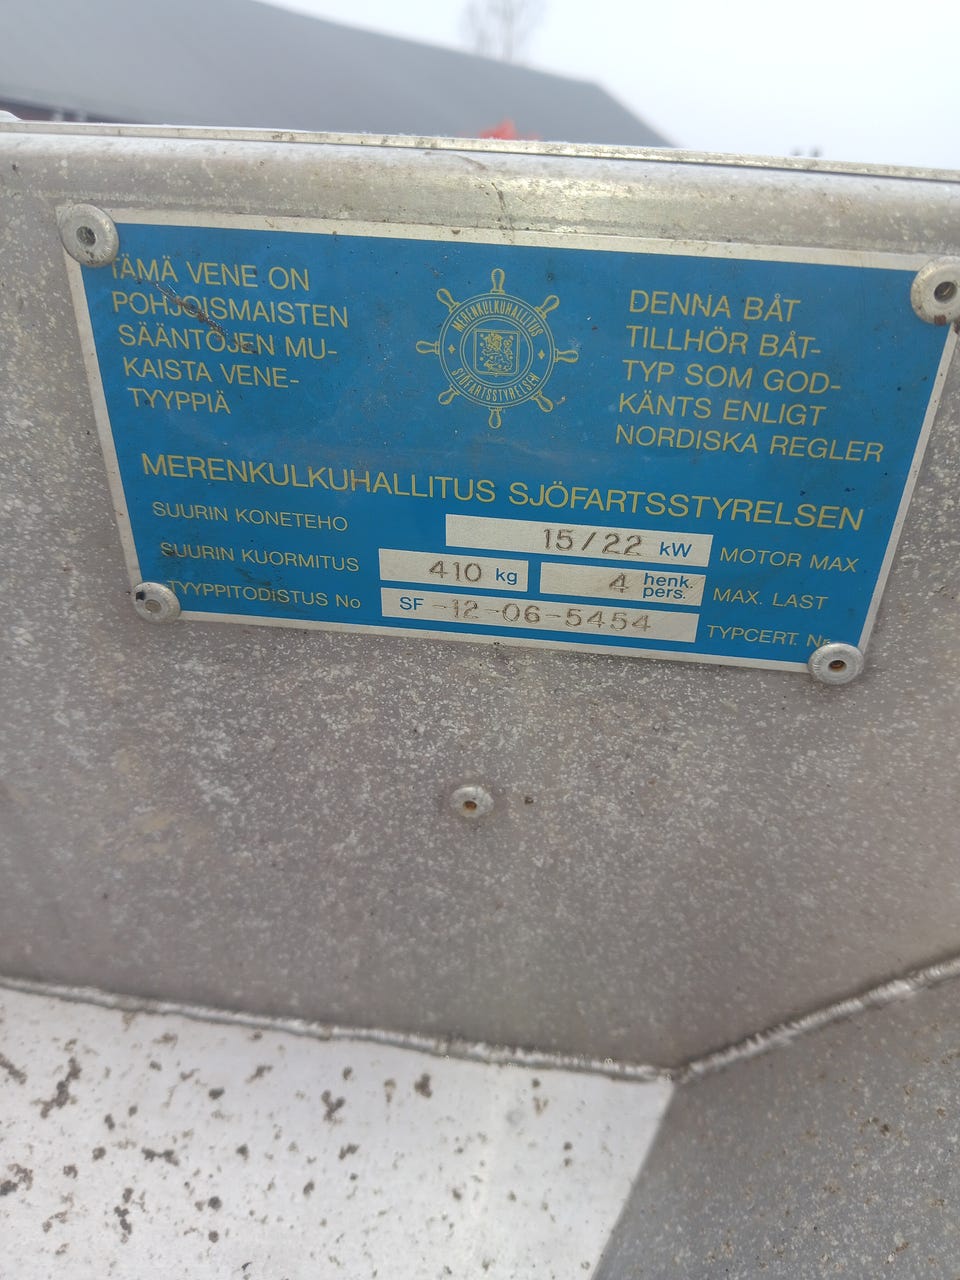 TÄMÄ VENE ON
POHJOISMAISTEN
SÄÄNTÖJEN MU-
KAISTA VENE-
TYYPPIÄ
MERENKULKUHALLITUS
SJÖFARTSSTYRELSEN
DENNA BÅT
TILLHÖR BÅT-
TYP SOM GOD-
KÄNTS ENLIGT
NORDISKA REGLER
MERENKULKUHALLITUS SJÖFARTSSTYRELSEN
SUURIN KONETEHO 15/22 kW MOTOR MAX
SUURIN KUORMITUS 410 kg 4 henk. pers. MAX. LAST
TYYPPITODISTUS No SF -12-06-5454 TYPCERT. Nr